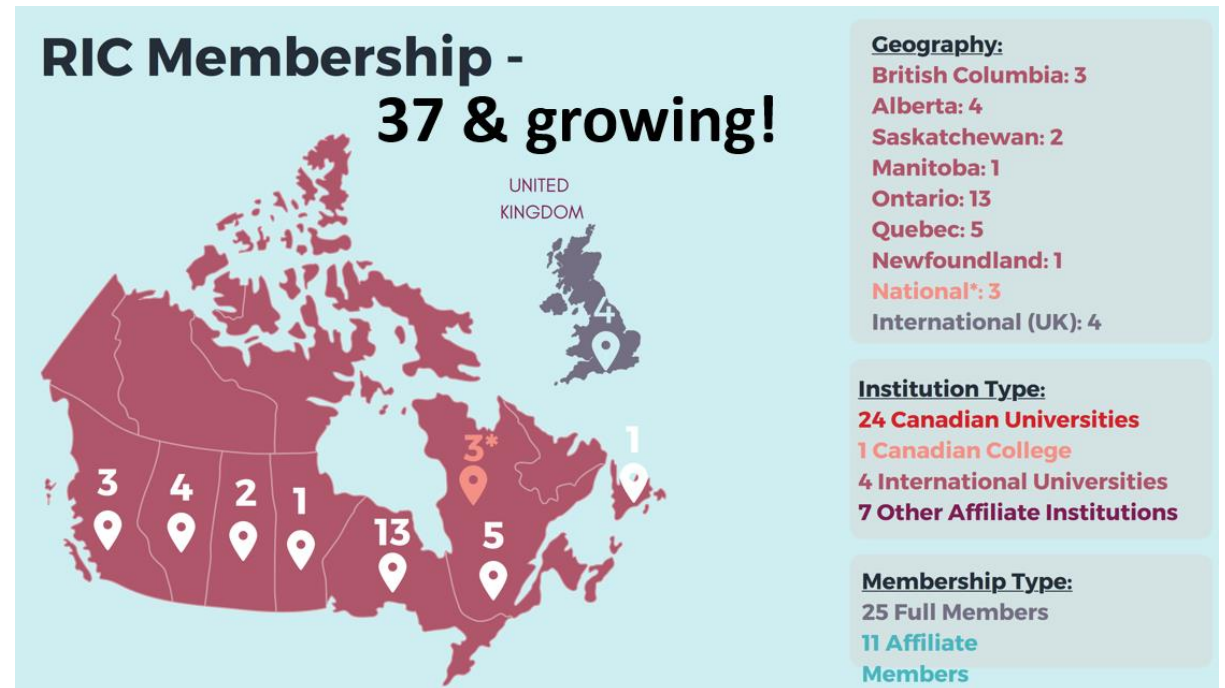 RIC Membership -
37 & growing!
UNITED
KINGDOM
4
3
4
2
1
13
3*
5
1
Geography:
British Columbia: 3
Alberta: 4
Saskatchewan: 2
Manitoba: 1
Ontario: 13
Quebec: 5
Newfoundland: 1
National*: 3
International (UK): 4
Institution Type:
24 Canadian Universities
1 Canadian College
4 International Universities
7 Other Affiliate Institutions
Membership Type:
25 Full Members
11 Affiliate
Members